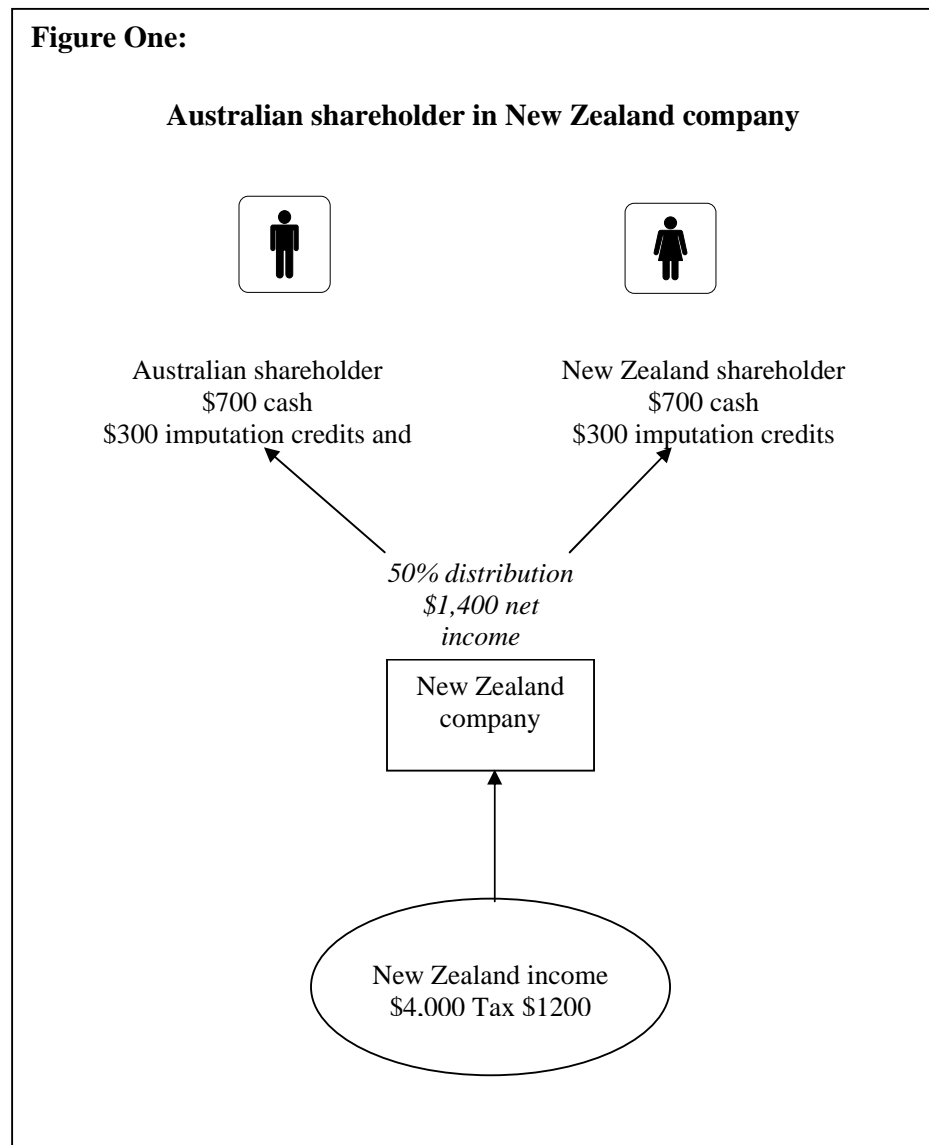 Figure One:
Australian shareholder in New Zealand company
Australian shareholder
$700 cash
$300 imputation credits and
New Zealand shareholder
$700 cash
$300 imputation credits
50% distribution
$1,400 net
income
New Zealand
company
New Zealand income
$4,000 Tax $1200